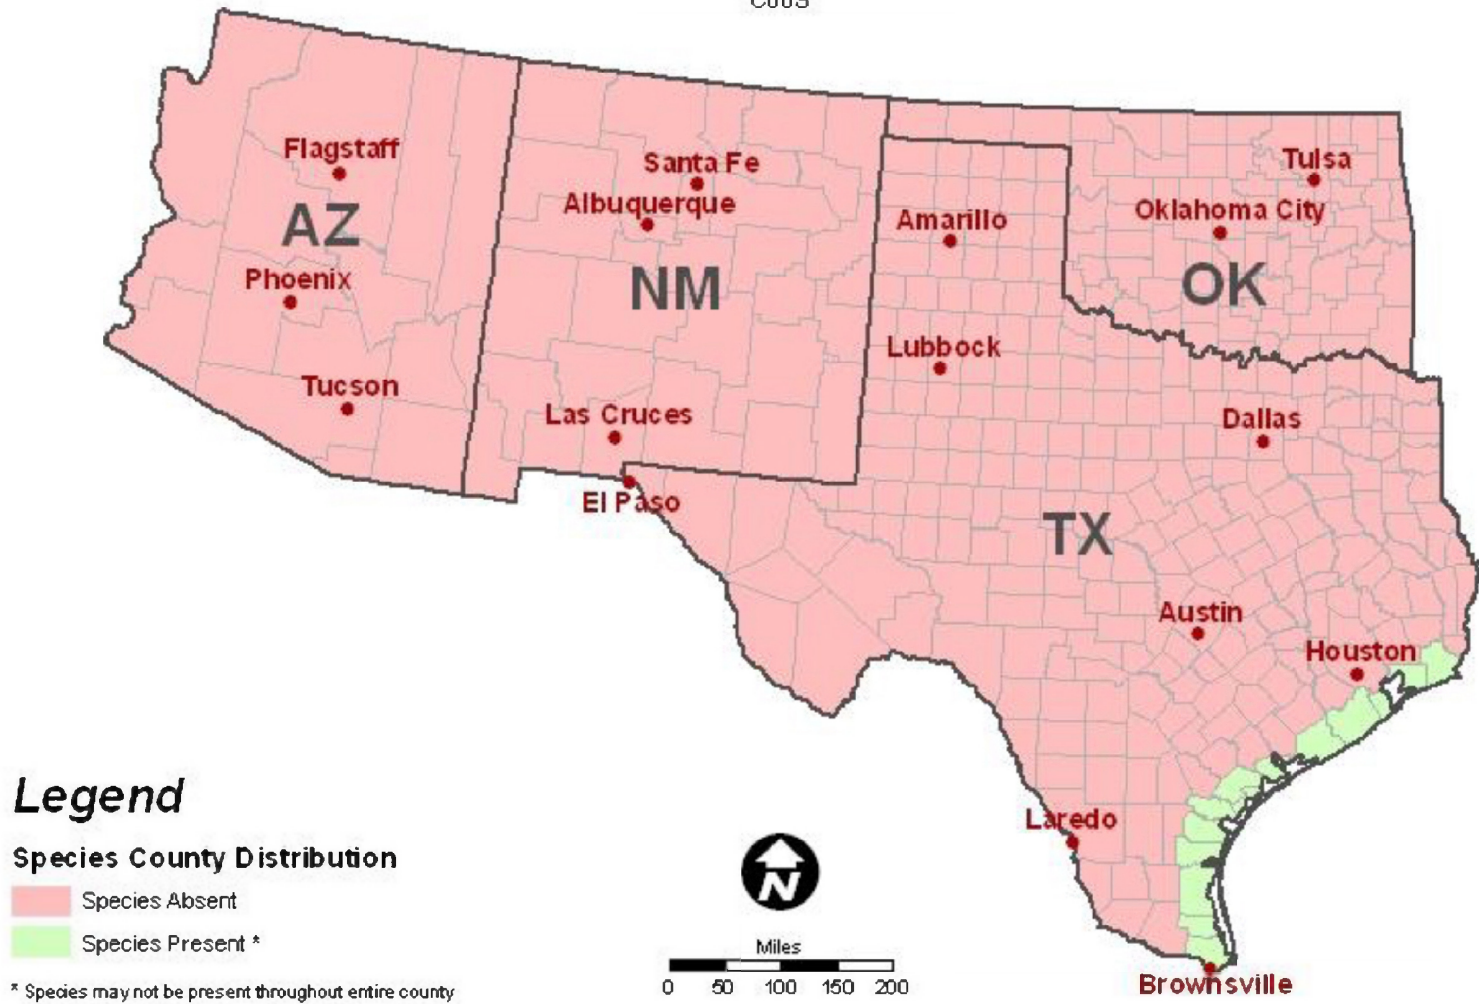 Flagstaff
Santa Fe
Tulsa
Albuquerque
Amarillo
Oklahoma City
AZ
Phoenix
NM
OK
Lubbock
Tucson
Las Cruces
Dallas
El Paso
TX
Austin
Houston
Legend
Laredo
Species County Distribution
Species Absent
Species Present *
N
Miles
0 50 100 150 200
Brownsville
* Species may not be present throughout entire county